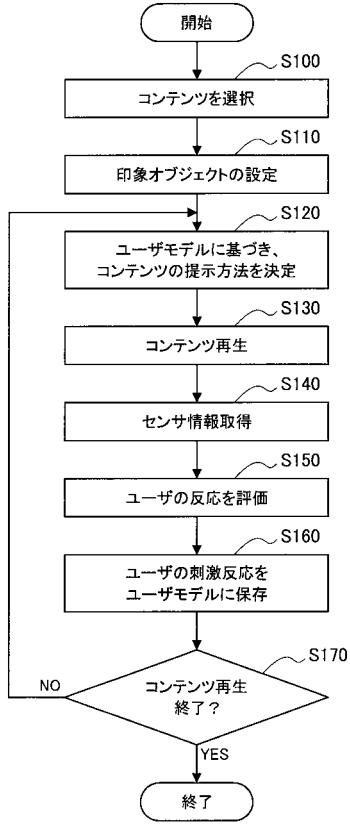 開始
S100
コンテンツを選択
S110
印象オブジェクトの設定
S120
ユーザモデルに基づき、
コンテンツの提示方法を決定
S130
コンテンツ再生
S140
センサ情報取得
S150
ユーザの反応を評価
S160
ユーザの刺激反応を
ユーザモデルに保存
S170
コンテンツ再生
終了？
NO
YES
終了